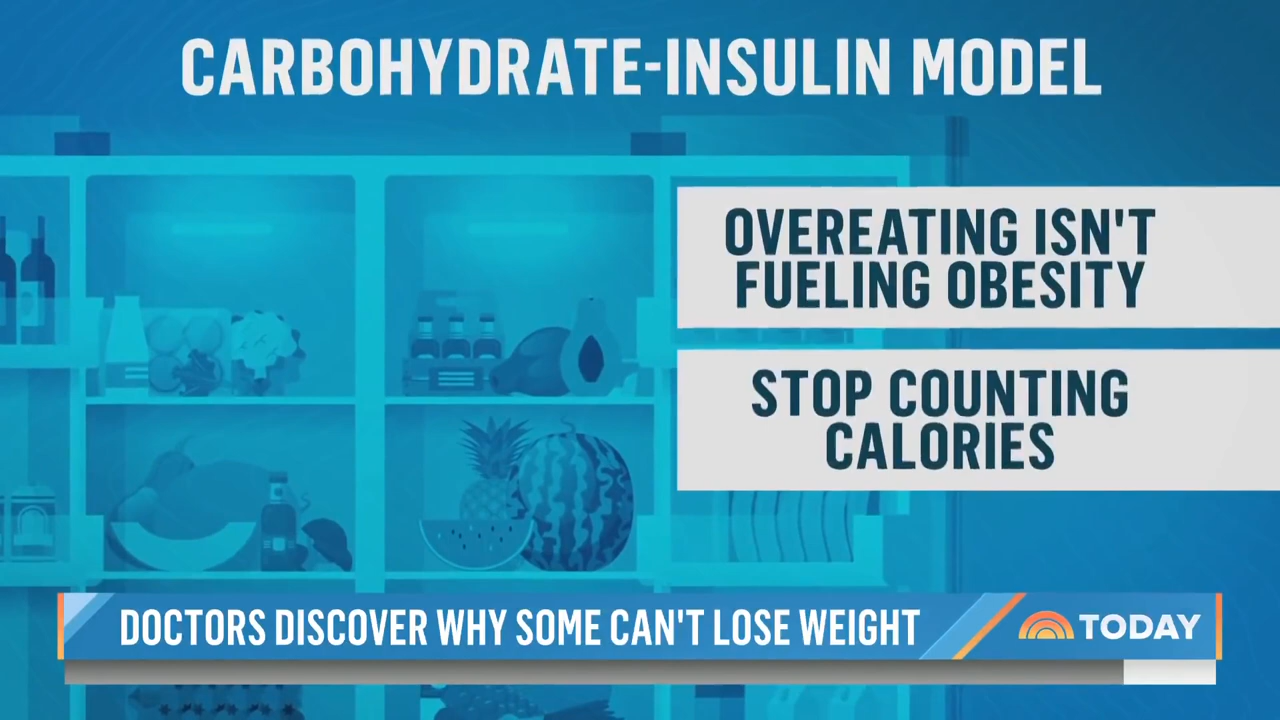 CARBOHYDRATE-INSULIN MODEL
OVEREATING ISN'T
FUELING OBESITY
STOP COUNTING
CALORIES
DOCTORS DISCOVER WHY SOME CAN'T LOSE WEIGHT
TODAY